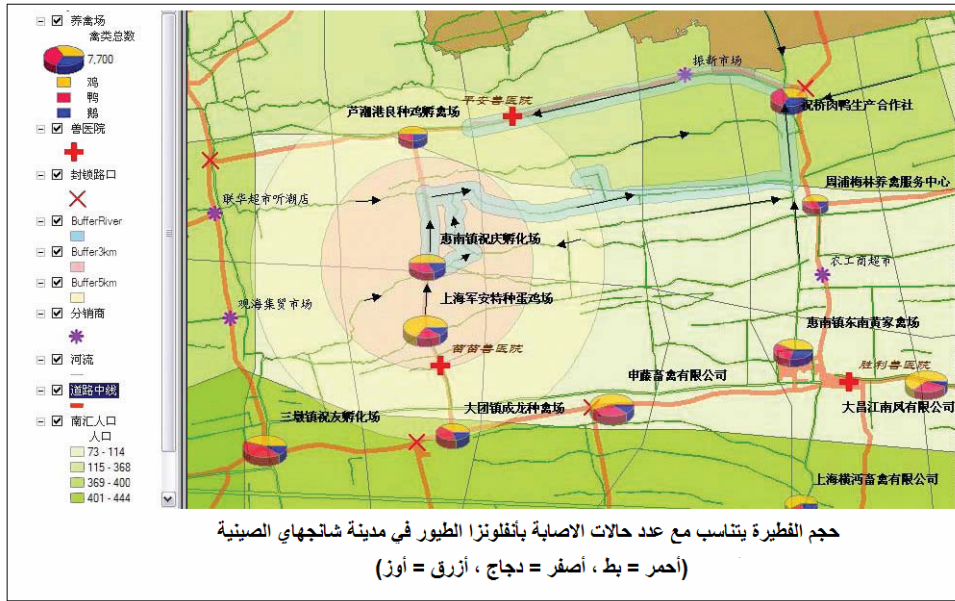 养禽场
禽类总数
7,700
鸡
鸭
鹅
兽医院
封锁路口
BufferRiver
Buffer3km
Buffer5km
分销商
河流
道路中线
南汇人口
人口
73 - 114
115 - 368
369 - 400
401 - 444
振新市场
平安兽医院
芦潮港良种鸡孵禽场
祝桥肉鸭生产合作社
周浦梅林养禽服务中心
联华超市听潮店
惠南镇祝庆孵化场
农工商超市
上海军安特种蛋鸡场
观海集贸市场
惠南镇东南黄家禽场
苗苗兽医院
申藤畜禽有限公司
胜利兽医院
三墩镇祝友孵化场
大团镇成龙种禽场
大昌江南凤有限公司
上海横沔畜禽有限公司
حجم الفطيرة يتناسب مع عدد حالات الاصابة بأنفلونزا الطيور في مدينة شانجهاي الصينية
(أحمر = بط ، أصفر = دجاج ، أزرق = أوز)